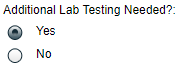 Additional Lab Testing Needed?:
Yes
No